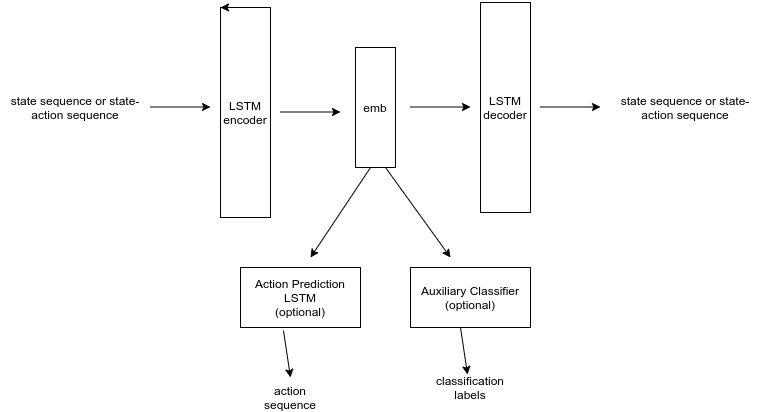 state sequence or state-
action sequence
LSTM
encoder
emb
LSTM
decoder
state sequence or state-
action sequence
Action Prediction
LSTM
(optional)
Auxiliary Classifier
(optional)
action
sequence
classification
labels